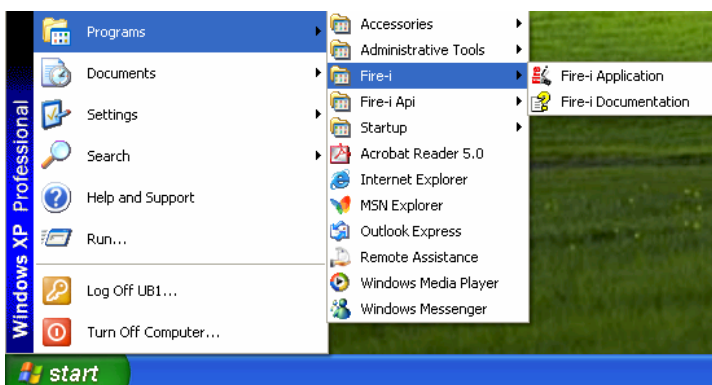 Windows XP Professional
Programs
Documents
Settings
Search
Help and Support
Run...
Log Off UB1...
Turn Off Computer...
Accessories
Administrative Tools
Fire-i
Fire-i Api
Startup
Acrobat Reader 5.0
Internet Explorer
MSN Explorer
Outlook Express
Remote Assistance
Windows Media Player
Windows Messenger
Fire
Fire-i Application
Fire-i Documentation
start